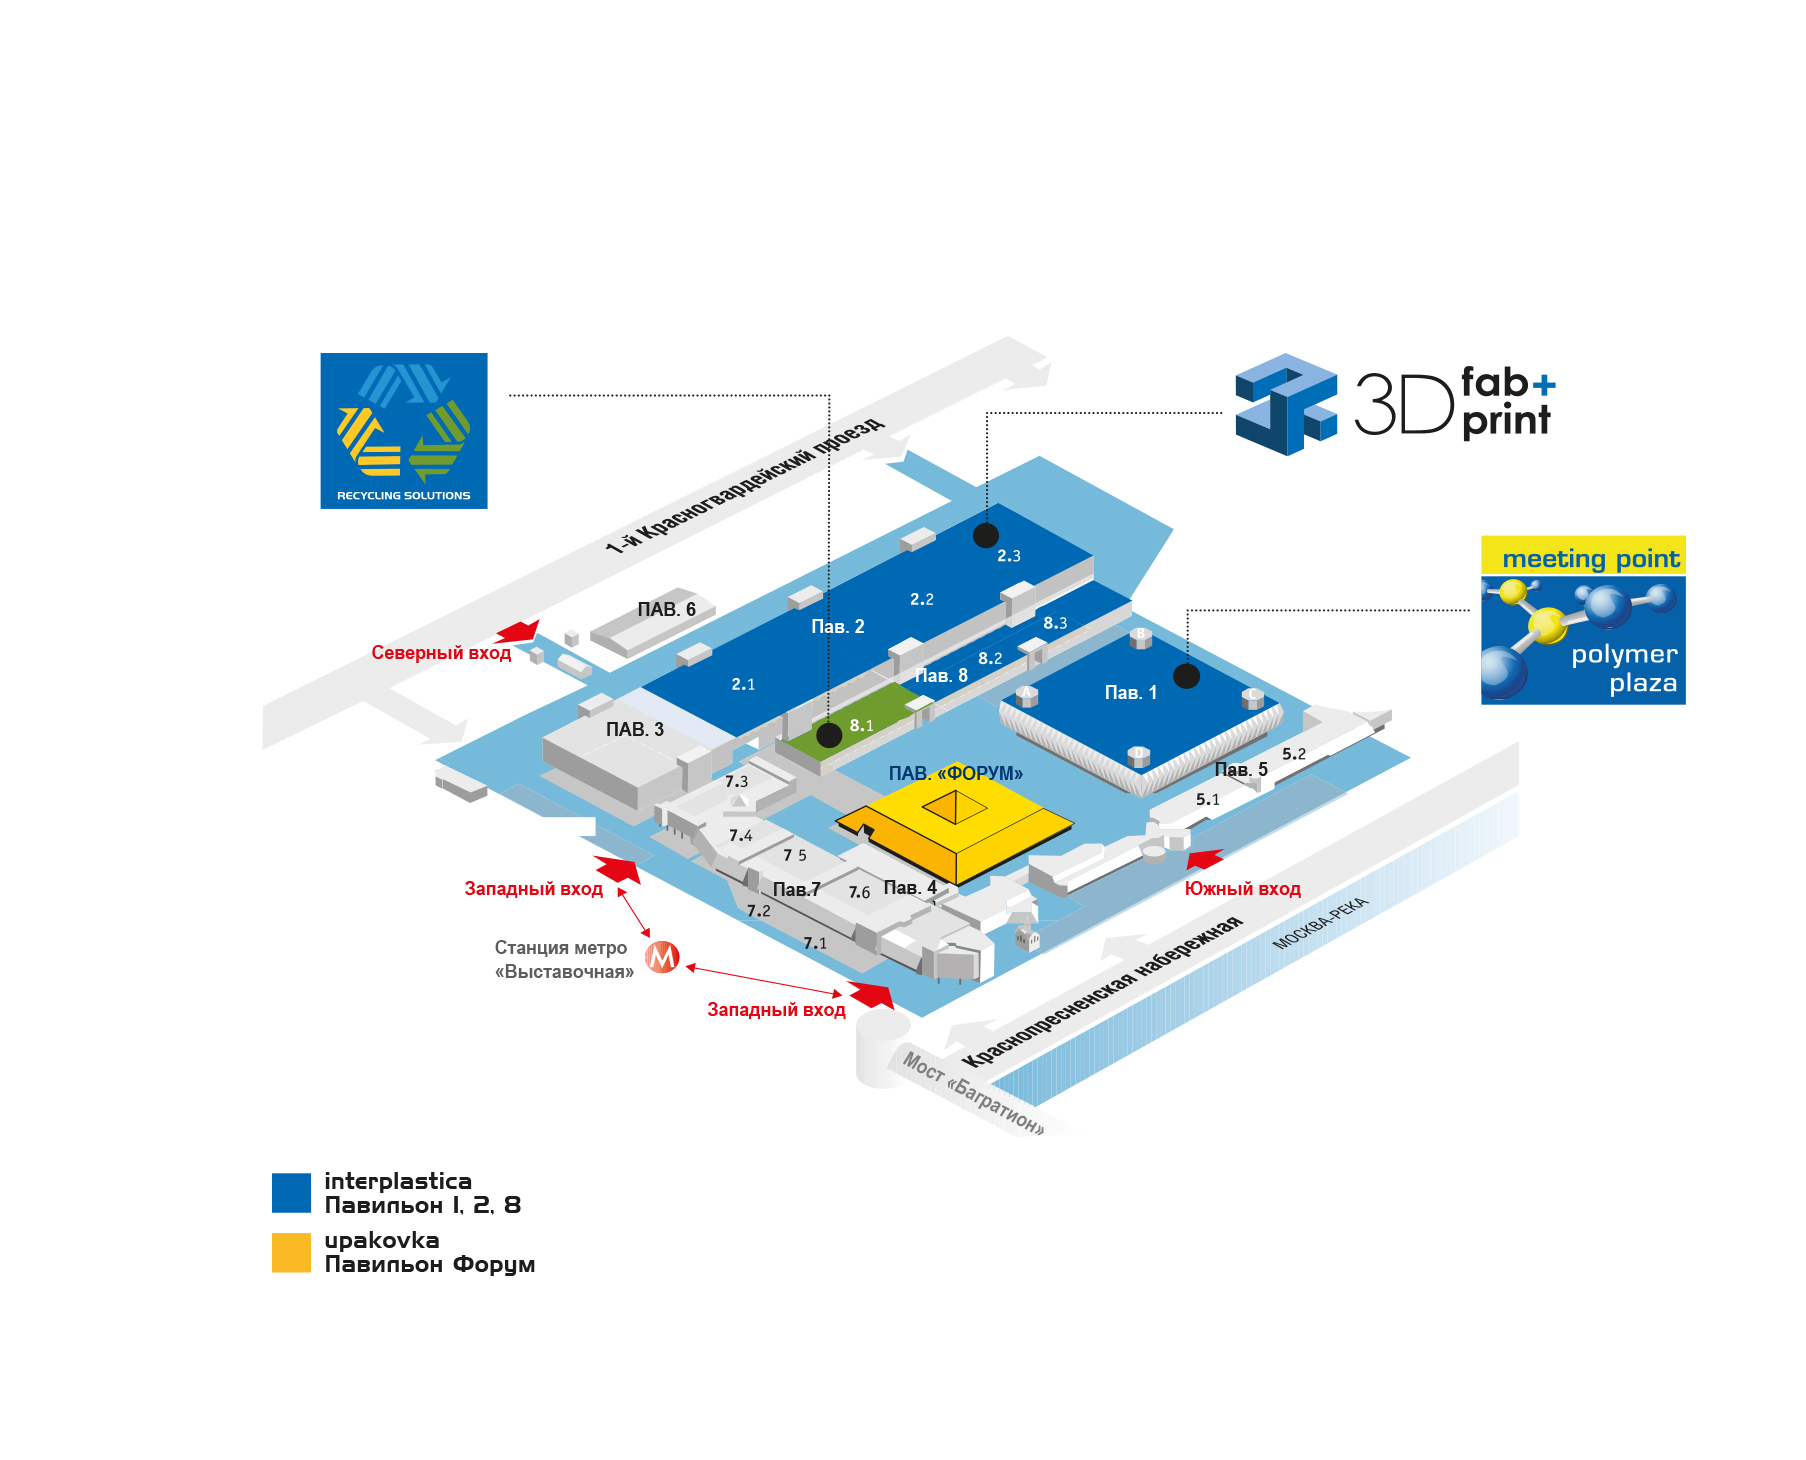 RECYCLING SOLUTIONS
3D fab+
print
meeting point
polymer
plaza
1-й Красногвардейский проезд
ПАВ. 6
Северный вход
2.3
2.2
Пав. 2
2.1
8.3
8.2
Пав. 8
8.1
B
Пав. 1
A
C
D
ПАВ. 3
5.2
Пав. 5
5.1
ПАВ. «ФОРУМ»
7.3
7.4
7 5
Пав.7
7.6
Пав. 4
7.2
7.1
Западный вход
Южный вход
Станция метро
«Выставочная»
М
Западный вход
МОСКВА-РЕКА
Краснопресненская набережная
Мост «Багратион»
interplastica
Павильон 1, 2, 8
upakovka
Павильон Форум